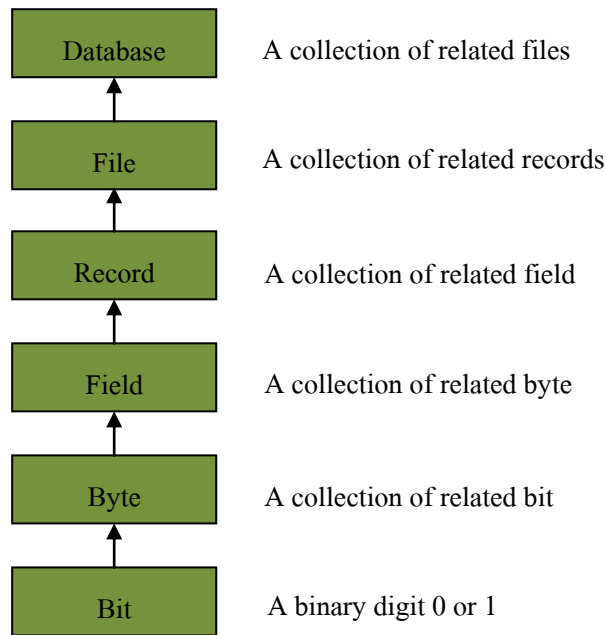 Database A collection of related files
File A collection of related records
Record A collection of related field
Field A collection of related byte
Byte A collection of related bit
Bit A binary digit 0 or 1